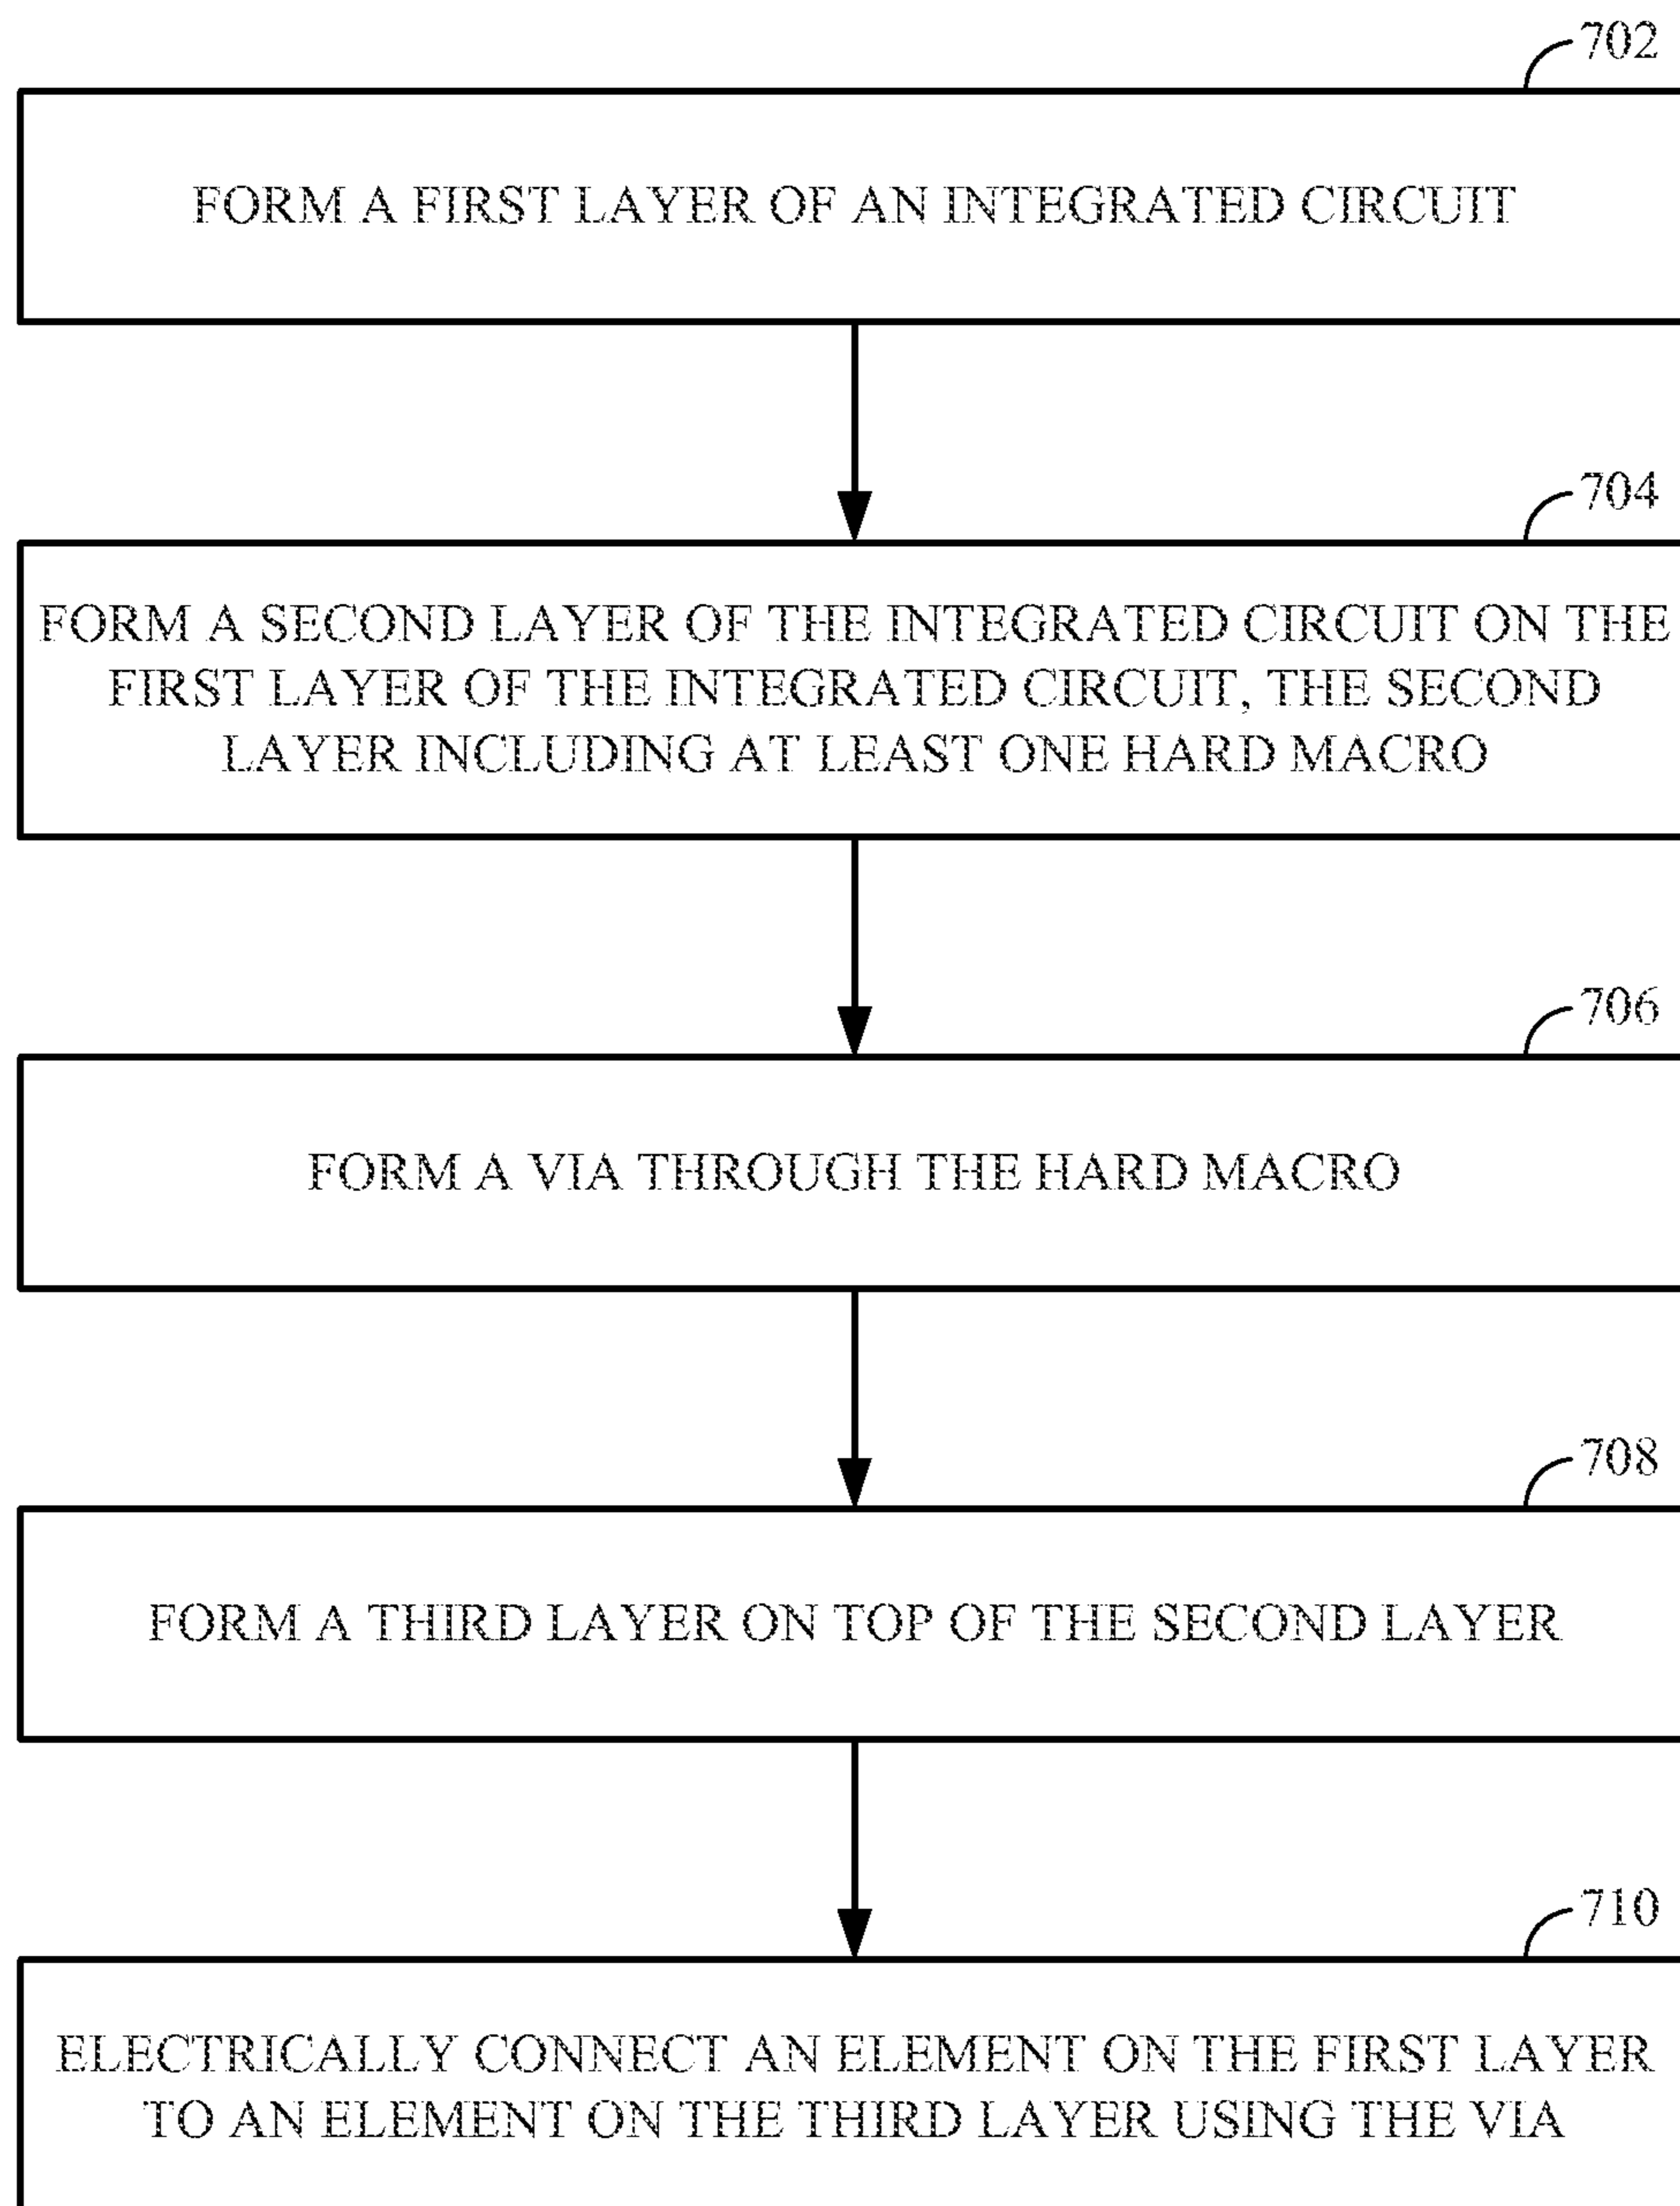 702
FORM A FIRST LAYER OF AN INTEGRATED CIRCUIT
704
FORM A SECOND LAYER OF THE INTEGRATED CIRCUIT ON THE
FIRST LAYER OF THE INTEGRATED CIRCUIT, THE SECOND
LAYER INCLUDING AT LEAST ONE HARD MACRO
706
FORM A VIA THROUGH THE HARD MACRO
708
FORM A THIRD LAYER ON TOP OF THE SECOND LAYER
710
ELECTRICALLY CONNECT AN ELEMENT ON THE FIRST LAYER
TO AN ELEMENT ON THE THIRD LAYER USING THE VIA